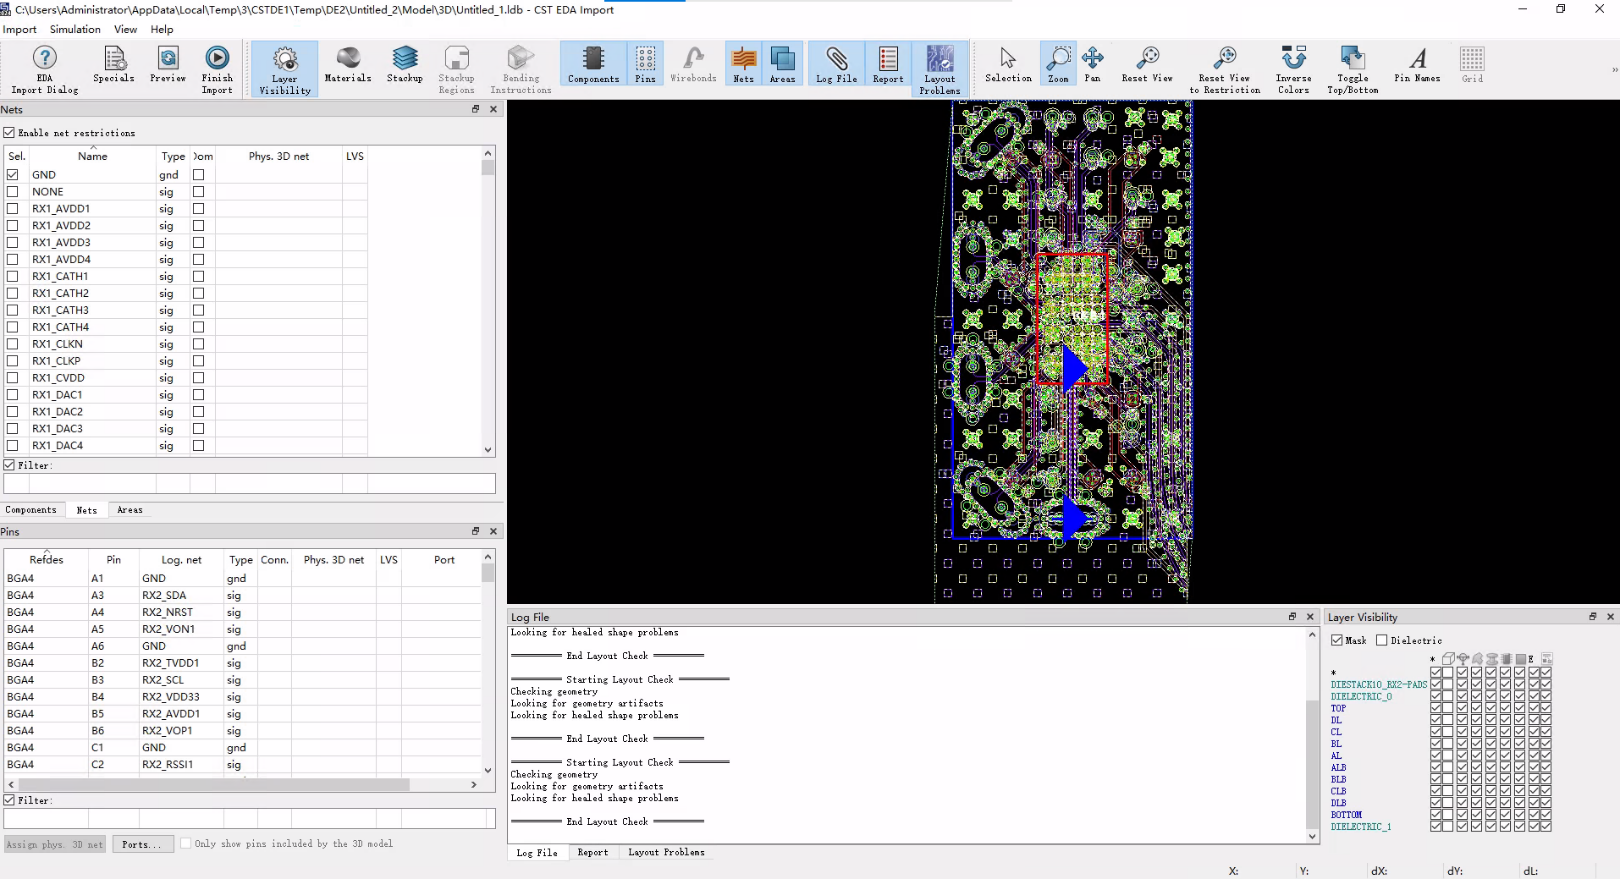 C:\Users\Administrator\AppData\Local\Temp\3\CSTDE1\Temp\DE2\Untitled_2\Model\3D\Untitled_1.ldb - CST EDA Import
Import Simulation View Help
EDA Import Dialog
Specials
Preview
Finish Import
Layer Visibility
Materials
Stackup
Stackup Regions
Bending Instructions
Components
Pins
Wirebonds
Nets
Areas
Log File
Report
Layout Problems
Selection
Zoom
Pan
Reset View
Reset View to Restriction
Inverse Colors
Toggle Top/Bottom
Pin Names
Grid
Nets
Enable net restrictions
Sel. Name Type Dom Phys. 3D net LVS
GND gnd
NONE sig
RX1_AVDD1 sig
RX1_AVDD2 sig
RX1_AVDD3 sig
RX1_AVDD4 sig
RX1_CATH1 sig
RX1_CATH2 sig
RX1_CATH3 sig
RX1_CATH4 sig
RX1_CLKN sig
RX1_CLKP sig
RX1_CVDD sig
RX1_DAC1 sig
RX1_DAC2 sig
RX1_DAC3 sig
RX1_DAC4 sig
Filter:
Components Nets Areas
Pins
Refdes Pin Log. net Type Conn. Phys. 3D net LVS Port
BGA4 A1 GND gnd
BGA4 A3 RX2_SDA sig
BGA4 A4 RX2_NRST sig
BGA4 A5 RX2_VON1 sig
BGA4 A6 GND gnd
BGA4 B2 RX2_TVDD1 sig
BGA4 B3 RX2_SCL sig
BGA4 B4 RX2_VDD33 sig
BGA4 B5 RX2_AVDD1 sig
BGA4 B6 RX2_VOP1 sig
BGA4 C1 GND gnd
BGA4 C2 RX2_RSSI1 sig
Filter:
Assign phys. 3D net Ports... Only show pins included by the 3D model
Log File
Looking for healed shape problems
End Layout Check
Starting Layout Check
Checking geometry
Looking for geometry artifacts
Looking for healed shape problems
End Layout Check
Starting Layout Check
Checking geometry
Looking for geometry artifacts
Looking for healed shape problems
End Layout Check
Log File Report Layout Problems
Layer Visibility
Mask Dielectric
* E
*
DIESTACK10_RX2-PADS
DIELECTRIC_0
TOP
DL
CL
BL
AL
ALB
BLB
CLB
DLB
BOTTOM
DIELECTRIC_1
X: Y: dX: dY: dL: